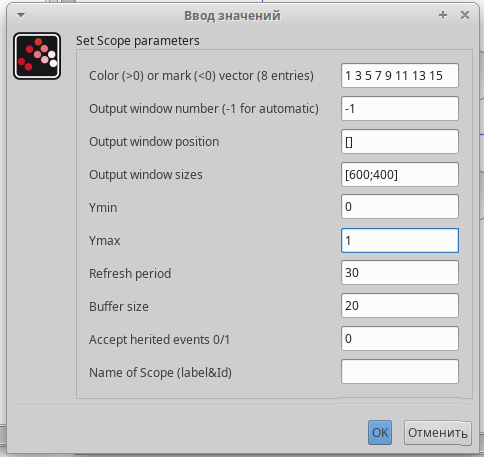 Ввод значений
Set Scope parameters
Color (>0) or mark (<0) vector (8 entries) 1 3 5 7 9 11 13 15
Output window number (-1 for automatic) -1
Output window position []
Output window sizes [600;400]
Ymin 0
Ymax 1
Refresh period 30
Buffer size 20
Accept herited events 0/1 0
Name of Scope (label&Id)
OK Отменить